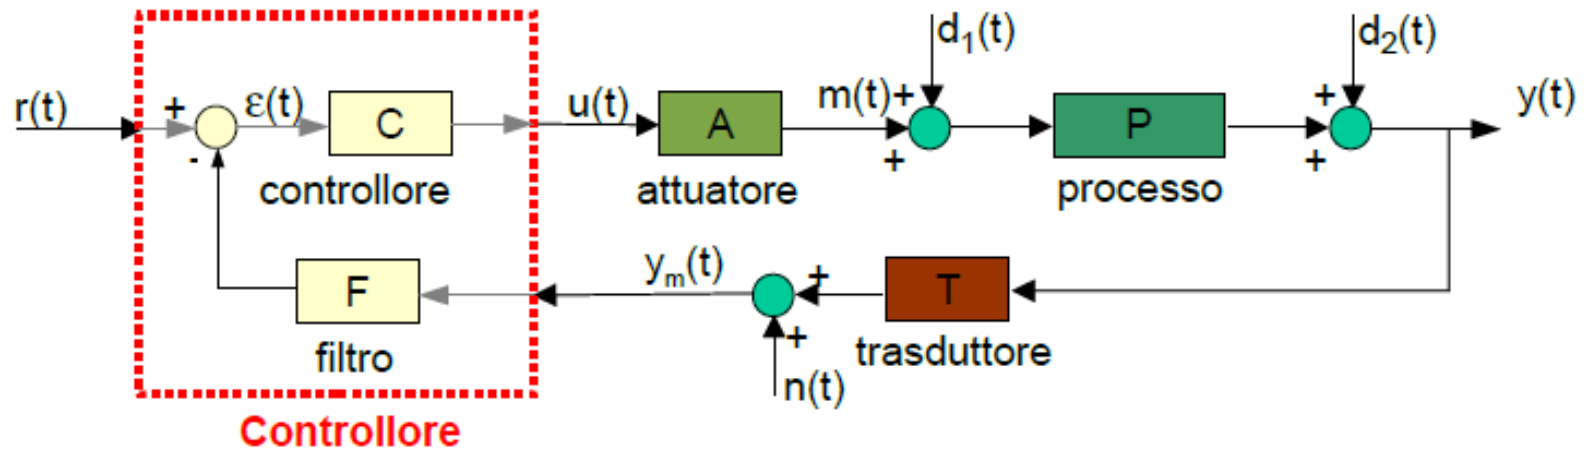 d₁(t)
d₂(t)
r(t)
+
ε(t)
C
u(t)
A
m(t)+
P
+
y(t)
-
+
+
controllore
attuatore
processo
F
yₘ(t)
+
T
filtro
+
trasduttore
n(t)
Controllore